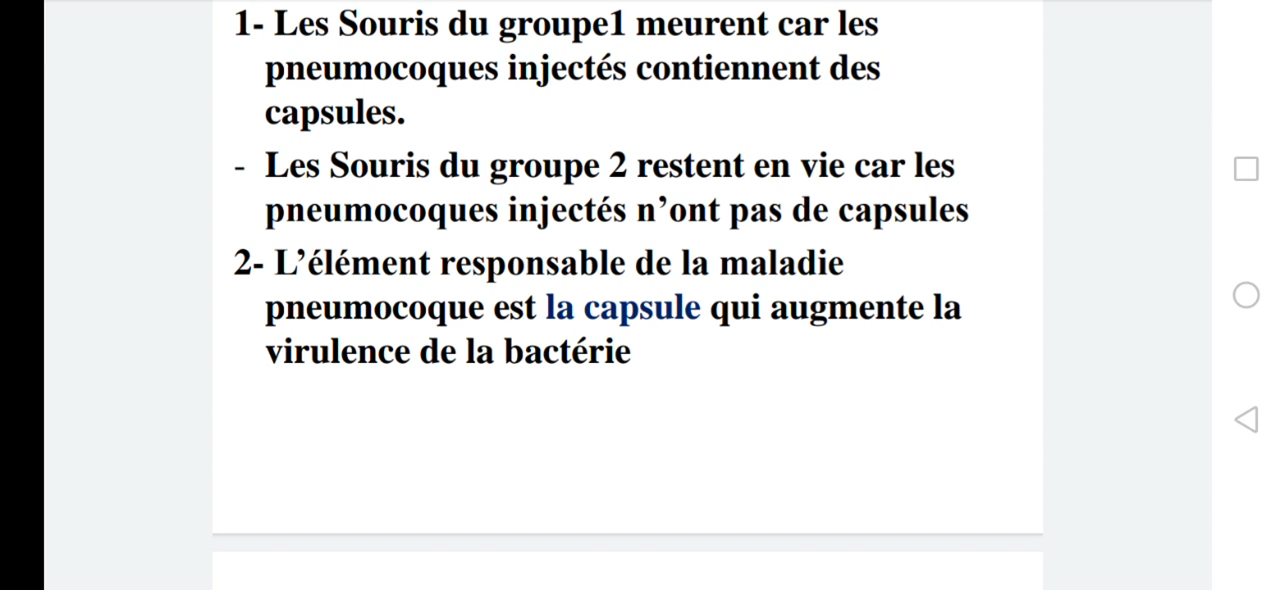 1- Les Souris du groupe1 meurent car les
pneumocoques injectés contiennent des
capsules.
- Les Souris du groupe 2 restent en vie car les
pneumocoques injectés n’ont pas de capsules
2- L’élément responsable de la maladie
pneumocoque est la capsule qui augmente la
virulence de la bactérie